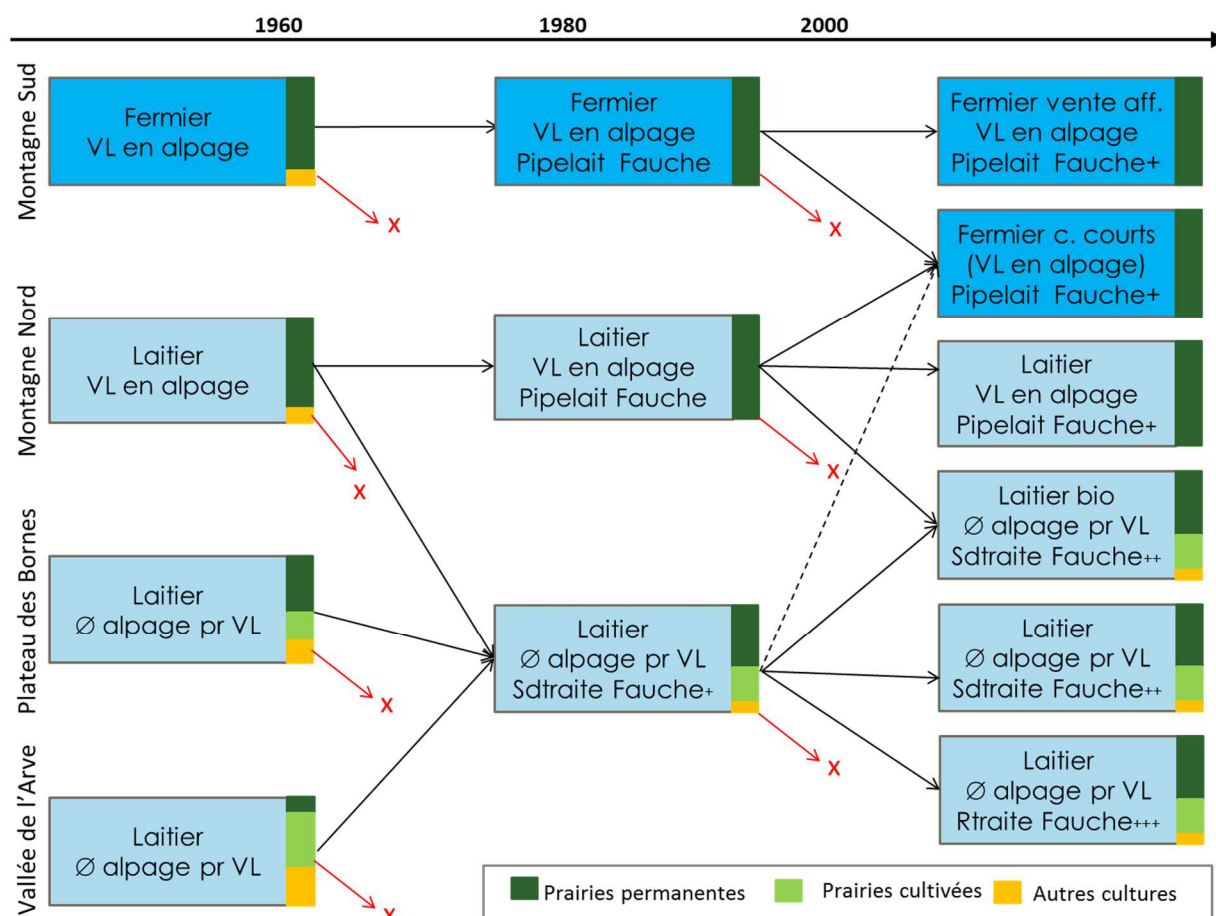 1960
1980
2000
Montagne Sud
Fermier
VL en alpage
x
Fermier
VL en alpage
Pipelait Fauche
x
Fermier vente aff.
VL en alpage
Pipelait Fauche+
Fermier c. courts
(VL en alpage)
Pipelait Fauche+
Montagne Nord
Laitier
VL en alpage
x
Laitier
VL en alpage
Pipelait Fauche
x
Laitier
VL en alpage
Pipelait Fauche+
Laitier bio
Ø alpage pr VL
Sdtraite Fauche++
Plateau des Bornes
Laitier
Ø alpage pr VL
x
Laitier
Ø alpage pr VL
Sdtraite Fauche+
x
Laitier
Ø alpage pr VL
Sdtraite Fauche++
Laitier
Ø alpage pr VL
Rtraite Fauche+++
Vallée de l'Arve
Laitier
Ø alpage pr VL
x
Prairies permanentes
Prairies cultivées
Autres cultures